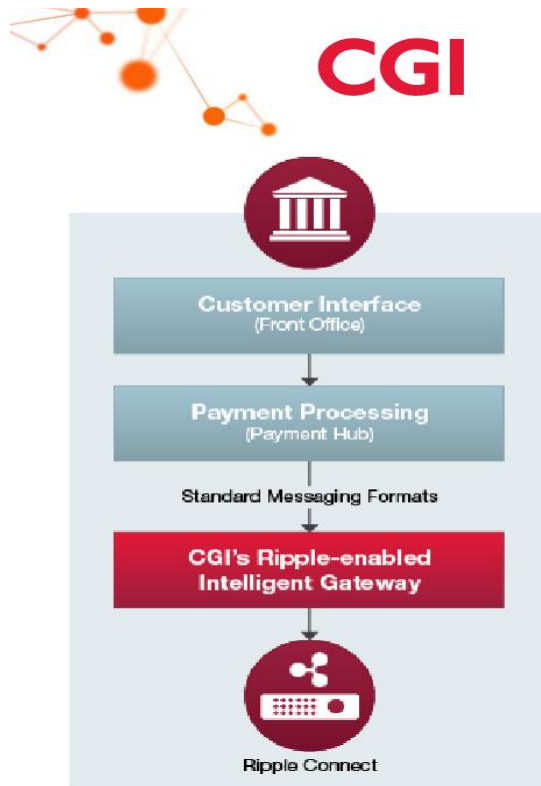 CGI
Customer Interface
(Front Office)
Payment Processing
(Payment Hub)
Standard Messaging Formats
CGI's Ripple-enabled
Intelligent Gateway
Ripple Connect